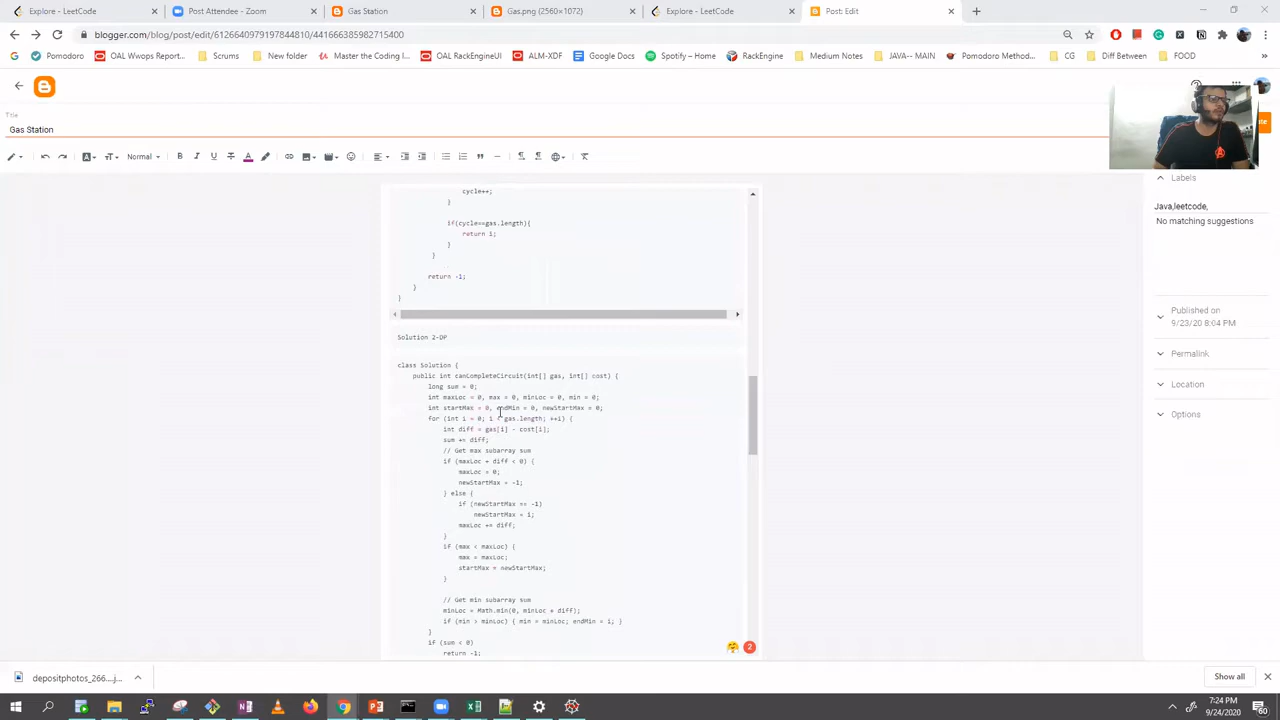 Explore - LeetCode
Post Attendee - Zoom
Gas Station
Gas.png (2560×1072)
Explore - LeetCode
Post: Edit
blogger.com/blog/post/edit/6126640979197844810/441666385982715400
Pomodoro
OAL Wwops Report...
Scrums
New folder
Master the Coding I...
OAL RackEngineUI
ALM-XDF
Google Docs
Spotify – Home
RackEngine
Medium Notes
JAVA-- MAIN
Pomodoro Method...
CG
Diff Between
FOOD
Title
Gas Station
Normal
Labels
Java,leetcode,
No matching suggestions
Published on
9/23/20 8:04 PM
Permalink
Location
Options
cycle++;
}
if(cycle==gas.length){
return i;
}
}
return -1;
}
}
Solution 2-DP
class Solution {
public int canCompleteCircuit(int[] gas, int[] cost) {
long sum = 0;
int maxLoc = 0, max = 0, minLoc = 0, min = 0;
int startMax = 0, endMin = 0, newStartMax = 0;
for (int i = 0; i < gas.length; ++i) {
int diff = gas[i] - cost[i];
sum += diff;
// Get max subarray sum
if (maxLoc + diff < 0) {
maxLoc = 0;
newStartMax = -1;
} else {
if (newStartMax == -1)
newStartMax = i;
maxLoc += diff;
}
if (max < maxLoc) {
max = maxLoc;
startMax = newStartMax;
}
// Get min subarray sum
minLoc = Math.min(0, minLoc + diff);
if (min > minLoc) { min = minLoc; endMin = i; }
}
if (sum < 0)
return -1;
2
depositphotos_266....j...
Show all
7:24 PM
9/24/2020
60